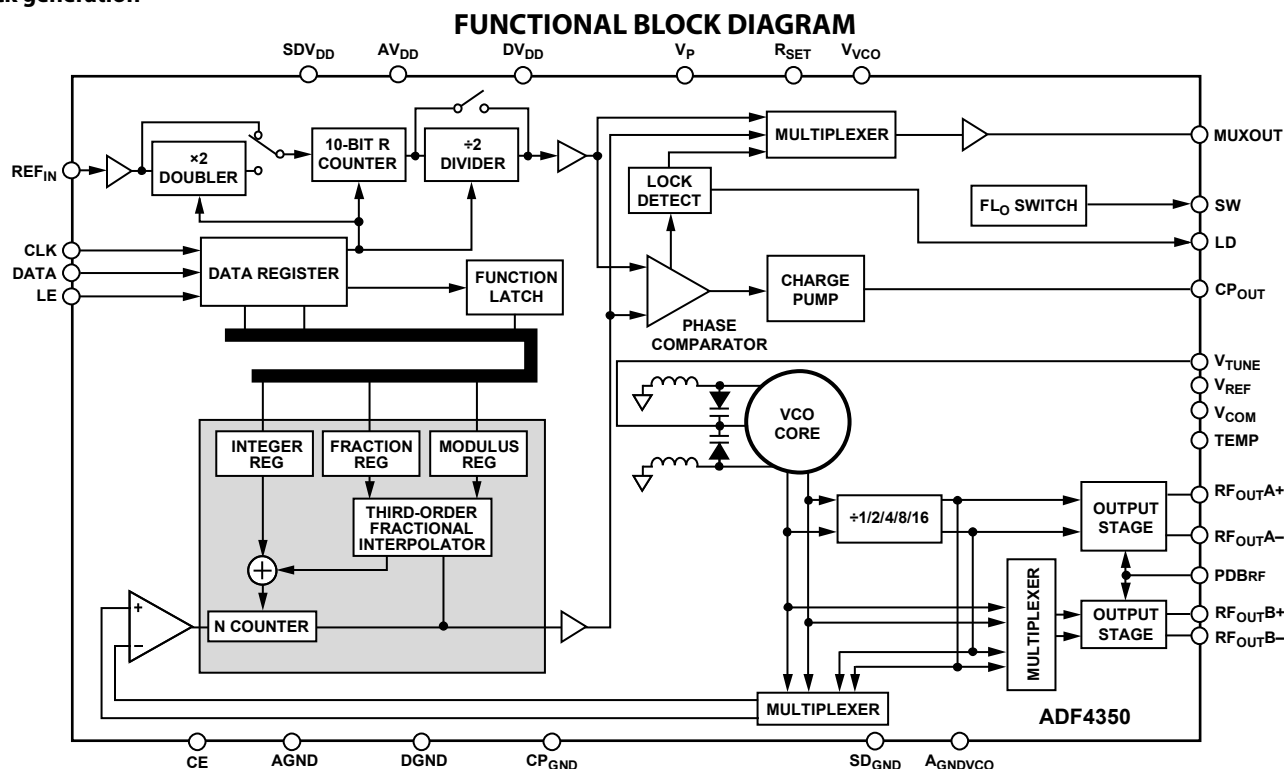 ck generation
FUNCTIONAL BLOCK DIAGRAM
SDVDD
AVDD
DVDD
VP
RSET
VVCO
REFIN
×2
DOUBLER
10-BIT R
COUNTER
÷2
DIVIDER
MULTIPLEXER
MUXOUT
LOCK
DETECT
FLO SWITCH
SW
LD
CLK
DATA
LE
DATA REGISTER
FUNCTION
LATCH
CHARGE
PUMP
CPOUT
PHASE
COMPARATOR
VTUNE
VREF
VCOM
TEMP
VCO
CORE
INTEGER
REG
FRACTION
REG
MODULUS
REG
THIRD-ORDER
FRACTIONAL
INTERPOLATOR
+
−
N COUNTER
÷1/2/4/8/16
OUTPUT
STAGE
RFOUTA+
RFOUTA–
PDBRF
MULTIPLEXER
OUTPUT
STAGE
RFOUTB+
RFOUTB–
MULTIPLEXER
ADF4350
CE
AGND
DGND
CPGND
SDGND
AGNDVCO